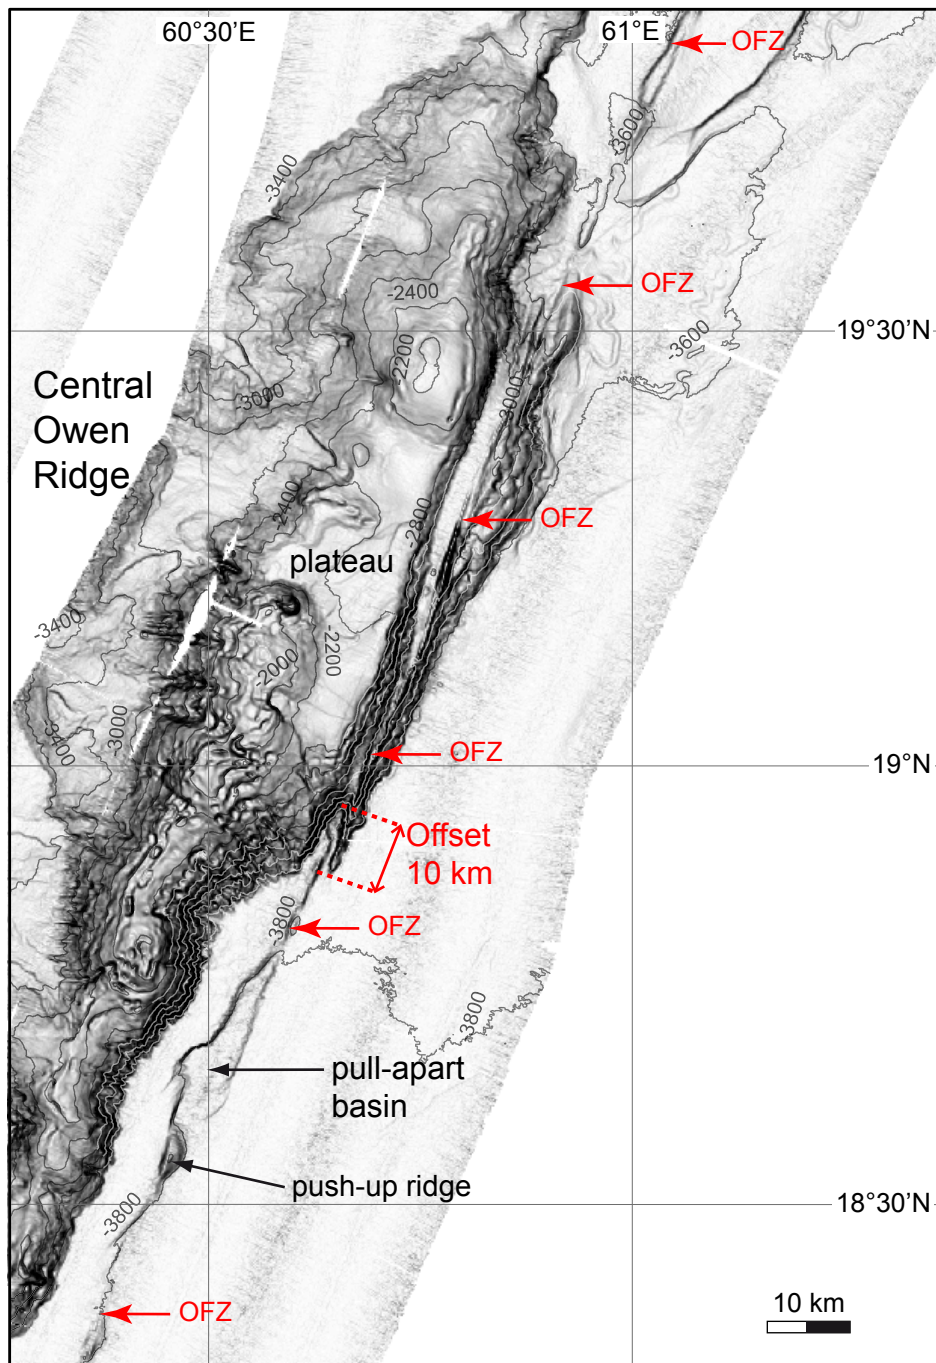 60°30'E
61°E
OFZ
-3600
-3400
OFZ
-2400
19°30'N
-3600
-2200
Central
Owen
Ridge
-3000
-3000
-2400
OFZ
-2800
plateau
-3400
-2200
-2000
-3000
-3400
OFZ
19°N
Offset
10 km
-3800
OFZ
-3800
pull-apart
basin
push-up ridge
-3800
18°30'N
10 km
OFZ